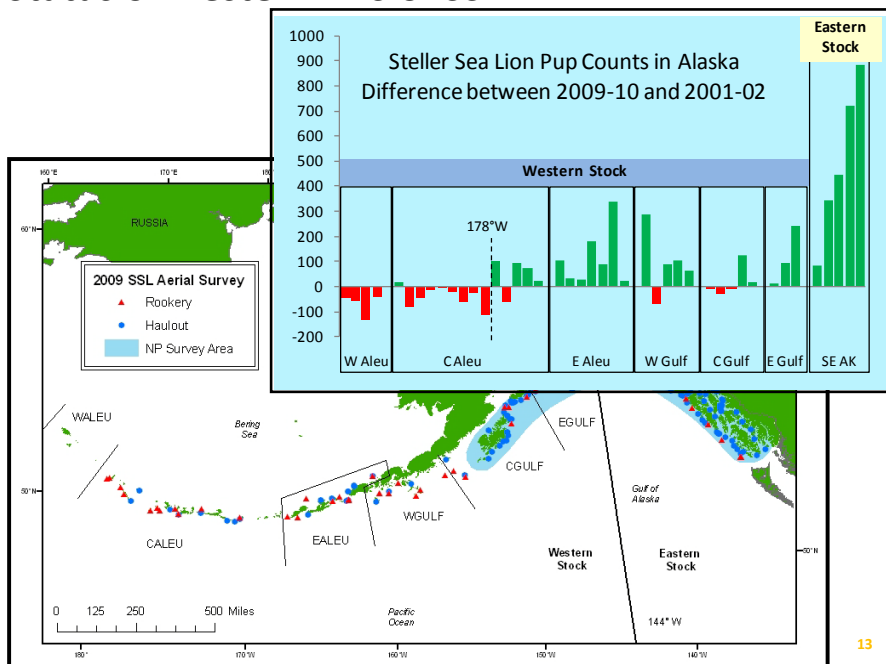 Eastern
Stock
1000
900
800
700
600
500
400
300
200
100
0
-100
-200
Steller Sea Lion Pup Counts in Alaska
Difference between 2009-10 and 2001-02
Western Stock
178°W
W Aleu
C Aleu
E Aleu
W Gulf
C Gulf
E Gulf
SE AK
160°E
170°E
60°N
RUSSIA
2009 SSL Aerial Survey
Rookery
Haulout
NP Survey Area
WALEU
Bering
Sea
EGULF
CGULF
50°N
WGULF
Gulf of
Alaska
CALEU
EALEU
Western
Stock
Eastern
Stock
50°N
0 125 250 500 Miles
Pacific
Ocean
144° W
180°
170°W
160°W
150°W
140°W
13